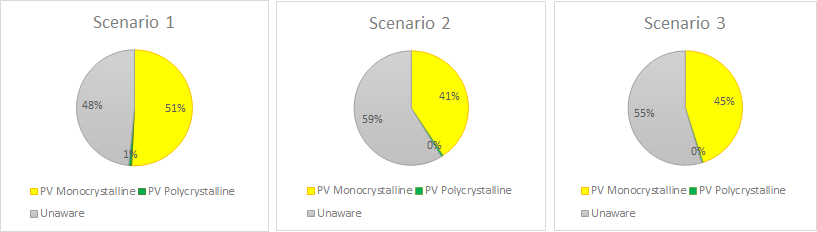 Scenario 1
48%
51%
1%
PV Monocrystalline PV Polycrystalline
Unaware
Scenario 2
41%
59%
0%
PV Monocrystalline PV Polycrystalline
Unaware
Scenario 3
45%
55%
0%
PV Monocrystalline PV Polycrystalline
Unaware